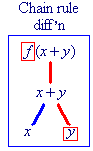 Chain rule
diff'n
f(x+y)
x+y
x y